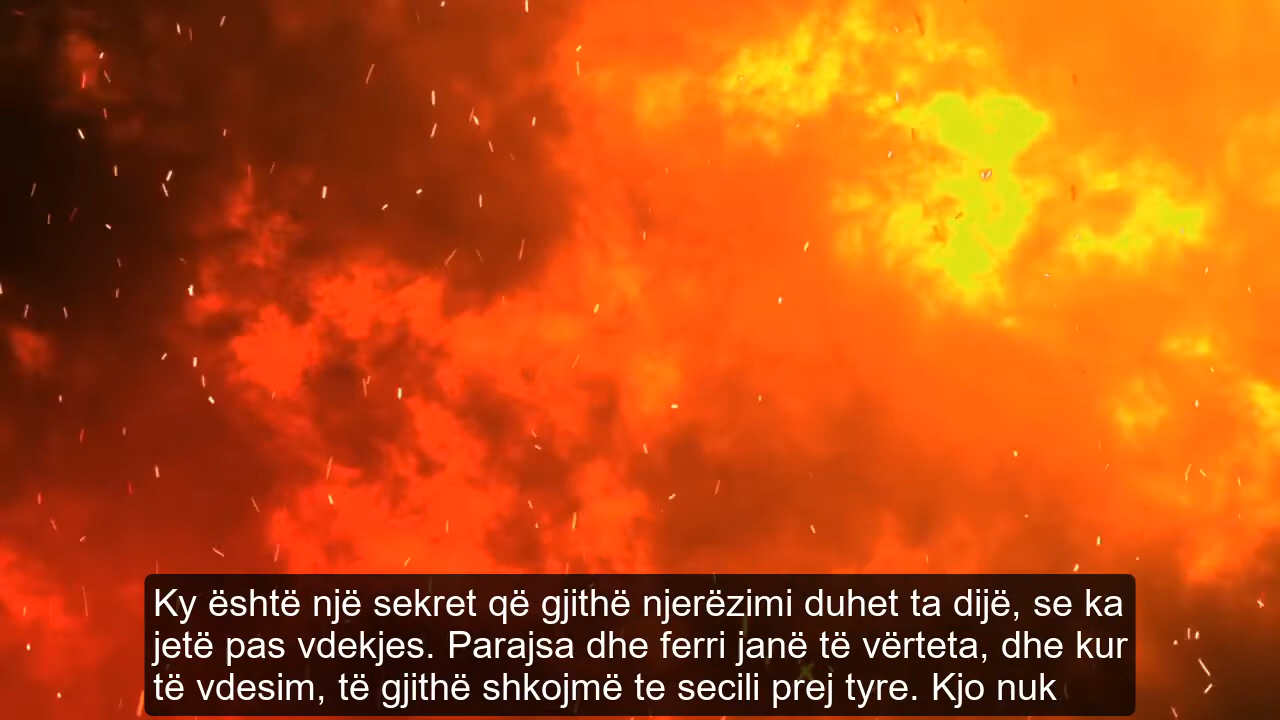 Ky është një sekret që gjithë njerëzimi duhet ta dijë, se ka
jetë pas vdekjes. Parajsa dhe ferri janë të vërteta, dhe kur
të vdesim, të gjithë shkojmë te secili prej tyre. Kjo nuk